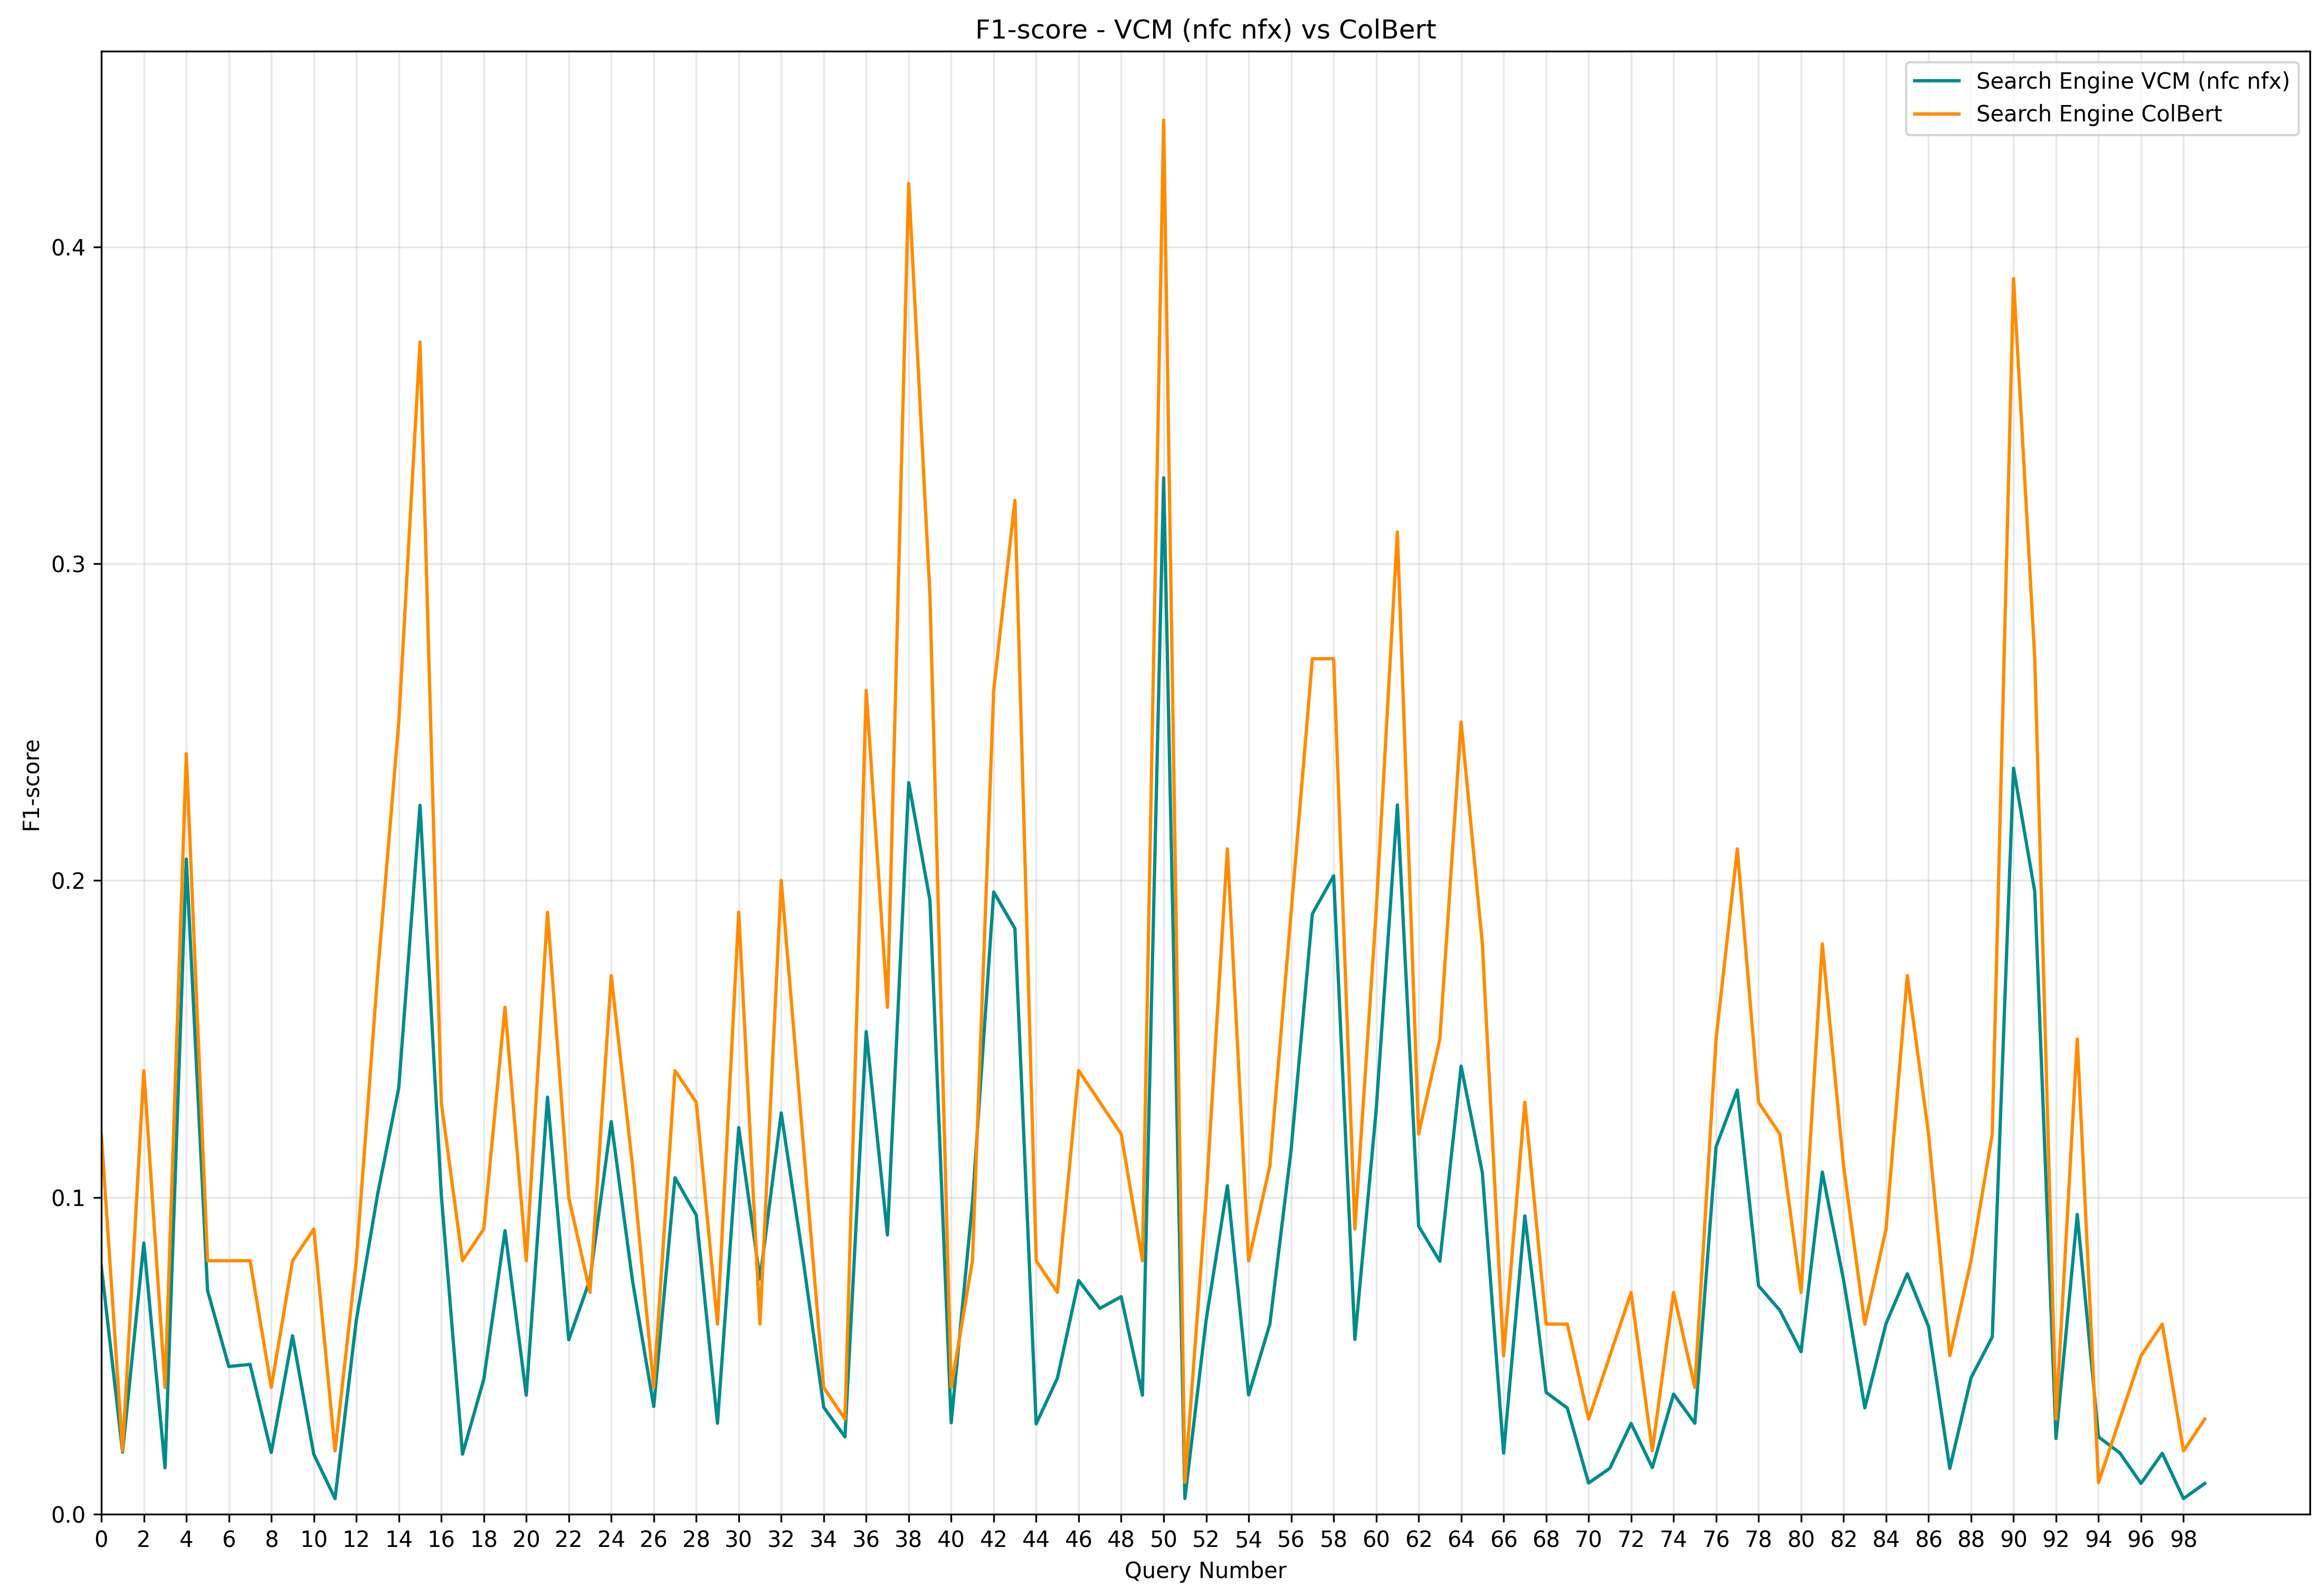 F1-score - VCM (nfc nfx) vs ColBert
Search Engine VCM (nfc nfx)
Search Engine ColBert
F1-score
0.4
0.3
0.2
0.1
0.0
0 2 4 6 8 10 12 14 16 18 20 22 24 26 28 30 32 34 36 38 40 42 44 46 48 50 52 54 56 58 60 62 64 66 68 70 72 74 76 78 80 82 84 86 88 90 92 94 96 98
Query Number